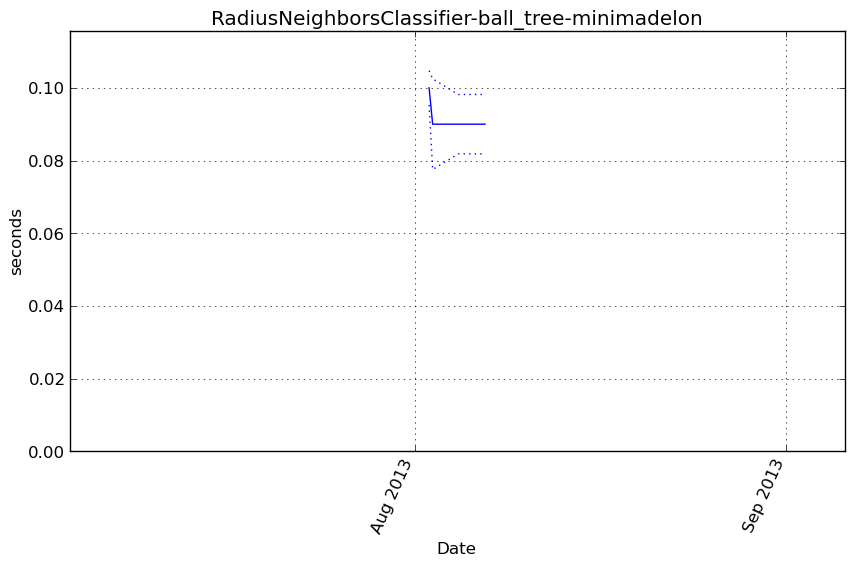 RadiusNeighborsClassifier-ball_tree-minimadelon
0.10
0.08
0.06
0.04
0.02
0.00
seconds
Aug 2013
Sep 2013
Date